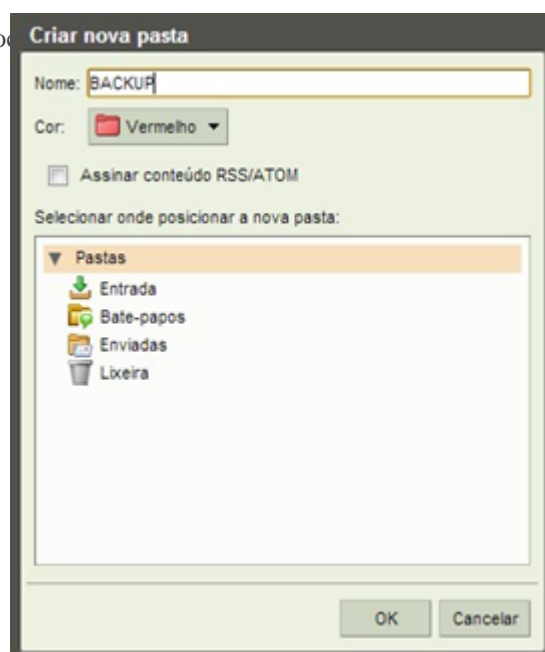 Criar nova pasta
Nome: BACKUP
Cor: Vermelho
Assinar conteúdo RSS/ATOM
Selecionar onde posicionar a nova pasta:
Pastas
Entrada
Bate-papos
Enviadas
Lixeira
OK Cancelar